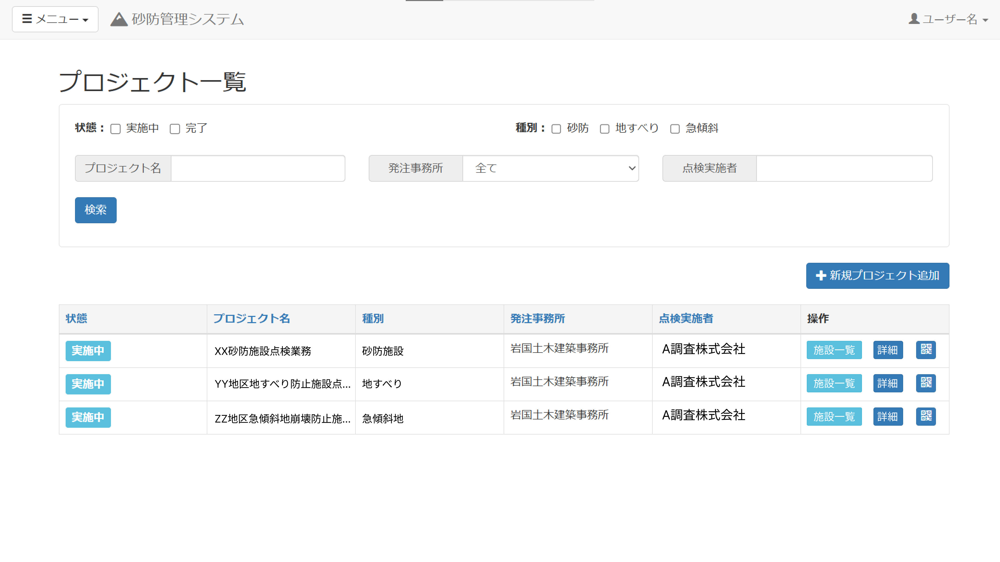 メニュー 砂防管理システム ユーザー名
プロジェクト一覧
状態： 実施中 完了 種別： 砂防 地すべり 急傾斜
プロジェクト名 発注事務所 全て 点検実施者
検索
新規プロジェクト追加
状態 プロジェクト名 種別 発注事務所 点検実施者 操作
実施中 XX砂防施設点検業務 砂防施設 岩国土木建築事務所 A調査株式会社 施設一覧 詳細
実施中 YY地区地すべり防止施設点... 地すべり 岩国土木建築事務所 A調査株式会社 施設一覧 詳細
実施中 ZZ地区急傾斜地崩壊防止施... 急傾斜地 岩国土木建築事務所 A調査株式会社 施設一覧 詳細